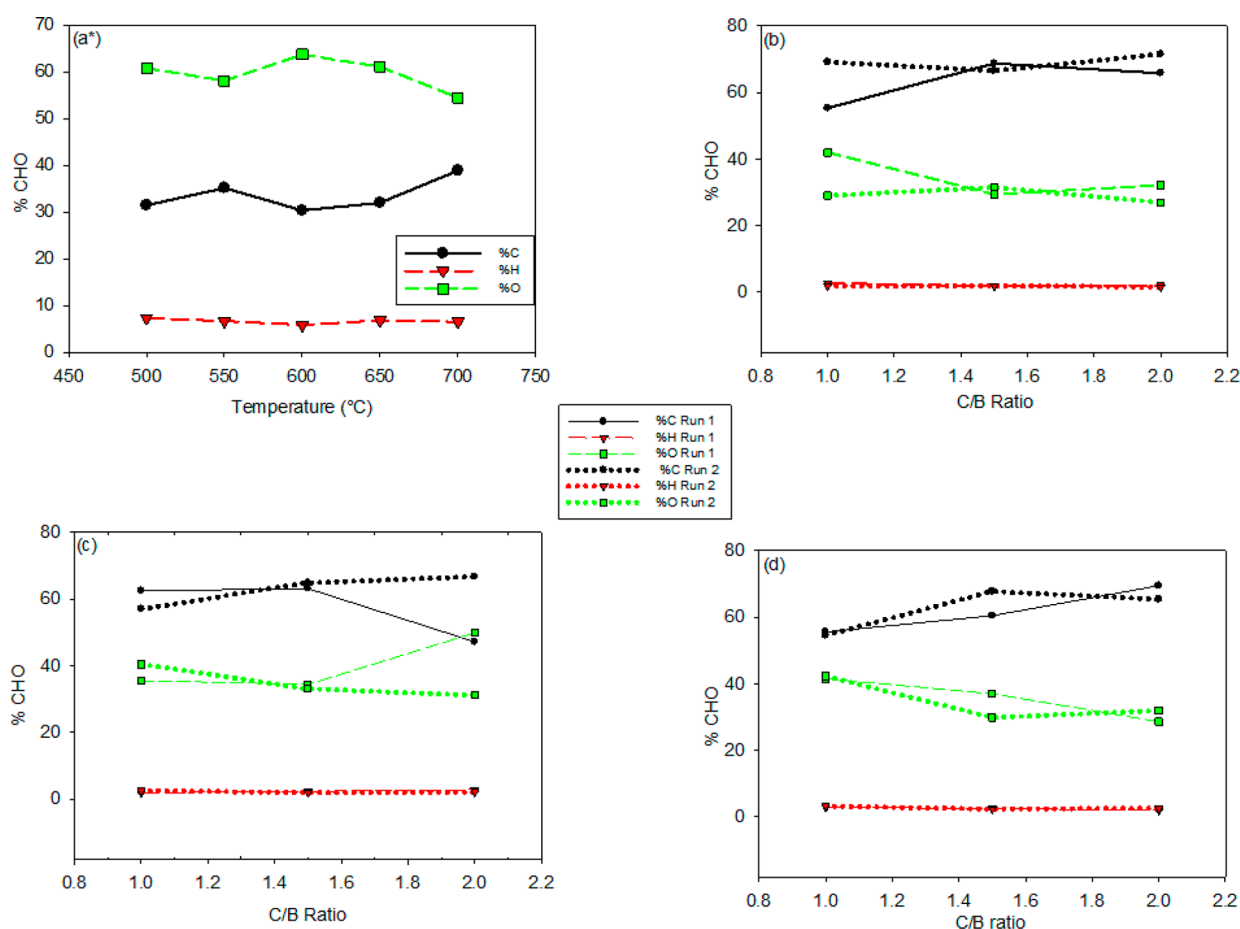 (a*)
70
60
50
40
30
20
10
0
% CHO
450 500 550 600 650 700 750
Temperature (°C)
%C
%H
%O
(b)
80
60
40
20
0
% CHO
0.8 1.0 1.2 1.4 1.6 1.8 2.0 2.2
C/B Ratio
%C Run 1
%H Run 1
%O Run 1
%C Run 2
%H Run 2
%O Run 2
(c)
80
60
40
20
0
% CHO
0.8 1.0 1.2 1.4 1.6 1.8 2.0 2.2
C/B Ratio
(d)
80
60
40
20
0
% CHO
0.8 1.0 1.2 1.4 1.6 1.8 2.0 2.2
C/B ratio